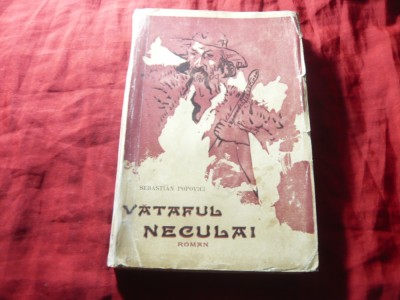 SEBASTIAN POPOVICI
VATAFUL
NECULAI
ROMAN